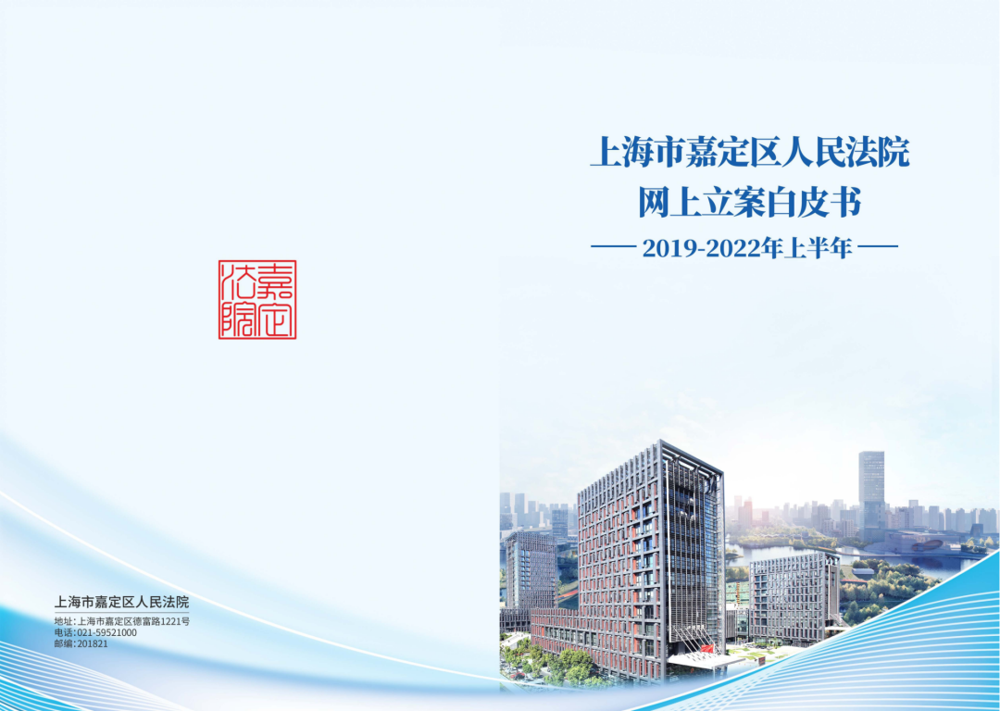 上海市嘉定区人民法院
网上立案白皮书
2019-2022年上半年
嘉定
法院
上海市嘉定区人民法院
地址:上海市嘉定区德富路1221号
电话:021-59521000
邮编:201821